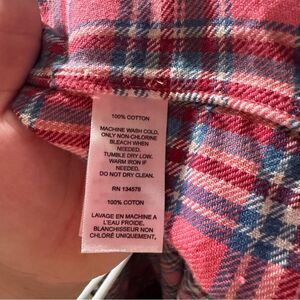 100% COTTON
MACHINE WASH COLD,
ONLY NON-CHLORINE
BLEACH WHEN
NEEDED.
TUMBLE DRY LOW.
WARM IRON IF
NEEDED.
DO NOT DRY CLEAN.
RN 134578
100% COTON
LAVAGE EN MACHINE A
L'EAU FROIDE.
BLANCHISSEUR NON
CHLORÉ UNIQUEMENT,